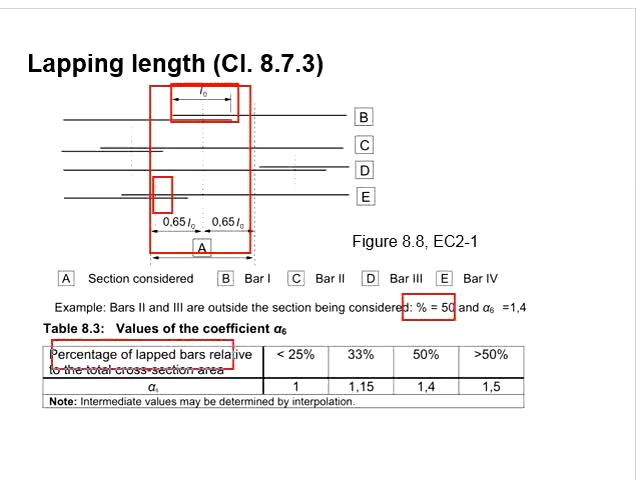 Lapping length (Cl. 8.7.3)
l0
B
C
D
E
0,65 l0 0,65 l0
A
Figure 8.8, EC2-1
A Section considered B Bar I C Bar II D Bar III E Bar IV
Example: Bars II and III are outside the section being considered: % = 50 and α6 =1,4
Table 8.3: Values of the coefficient α6
Percentage of lapped bars relative < 25% 33% 50% >50%
to the total cross-section area
α6 1 1,15 1,4 1,5
Note: Intermediate values may be determined by interpolation.